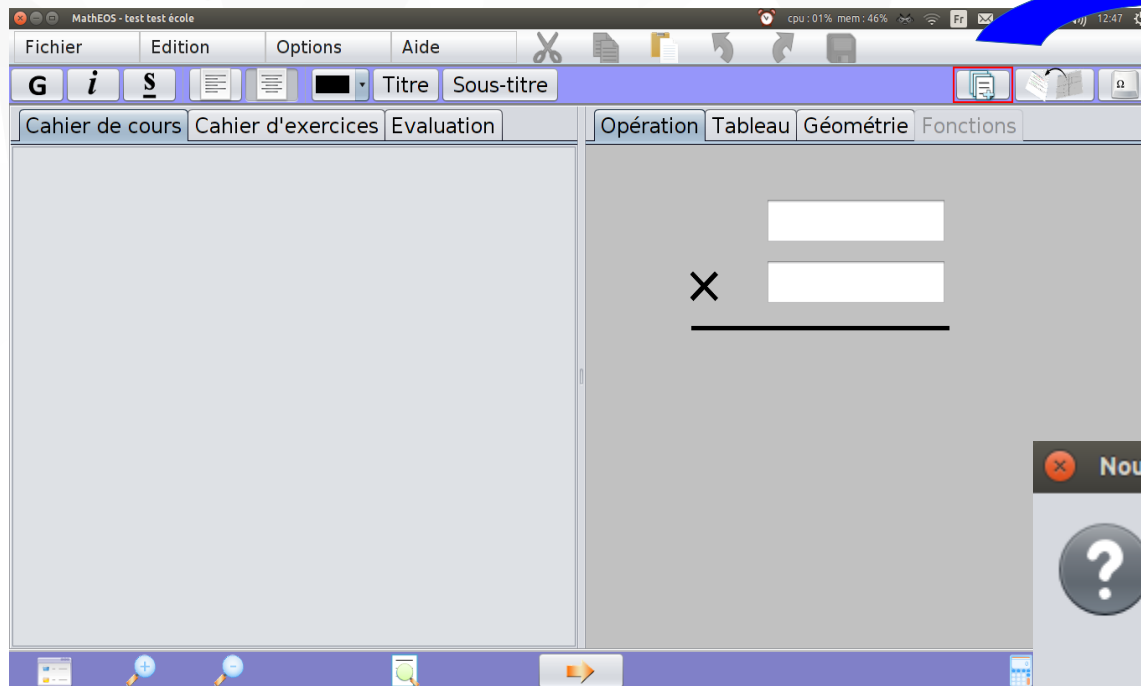 MathEOS - test test école cpu : 01% mem : 46% Fr 12:47
Fichier Edition Options Aide
G i S Titre Sous-titre Ω
Cahier de cours Cahier d'exercices Evaluation Opération Tableau Géométrie Fonctions
×
Nou
?